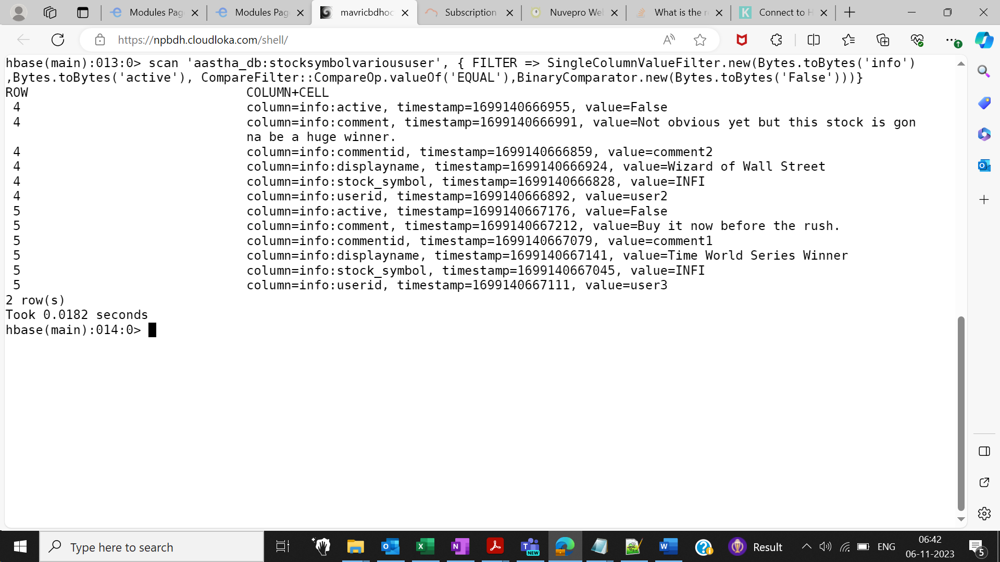 Modules Pag
Modules Pag
mavricbdhoc
Subscription
Nuvepro We
What is the r
Connect to H
https://npbdh.cloudloka.com/shell/
hbase(main):013:0> scan 'aastha_db:stocksymbolvarioususer', { FILTER => SingleColumnValueFilter.new(Bytes.toBytes('info')
,Bytes.toBytes('active'), CompareFilter::CompareOp.valueOf('EQUAL'),BinaryComparator.new(Bytes.toBytes('False')))}
ROW COLUMN+CELL
4 column=info:active, timestamp=1699140666955, value=False
4 column=info:comment, timestamp=1699140666991, value=Not obvious yet but this stock is gon
na be a huge winner.
4 column=info:commentid, timestamp=1699140666859, value=comment2
4 column=info:displayname, timestamp=1699140666924, value=Wizard of Wall Street
4 column=info:stock_symbol, timestamp=1699140666828, value=INFI
4 column=info:userid, timestamp=1699140666892, value=user2
5 column=info:active, timestamp=1699140667176, value=False
5 column=info:comment, timestamp=1699140667212, value=Buy it now before the rush.
5 column=info:commentid, timestamp=1699140667079, value=comment1
5 column=info:displayname, timestamp=1699140667141, value=Time World Series Winner
5 column=info:stock_symbol, timestamp=1699140667045, value=INFI
5 column=info:userid, timestamp=1699140667111, value=user3
2 row(s)
Took 0.0182 seconds
hbase(main):014:0>
Type here to search
Result
ENG
06:42
06-11-2023
5